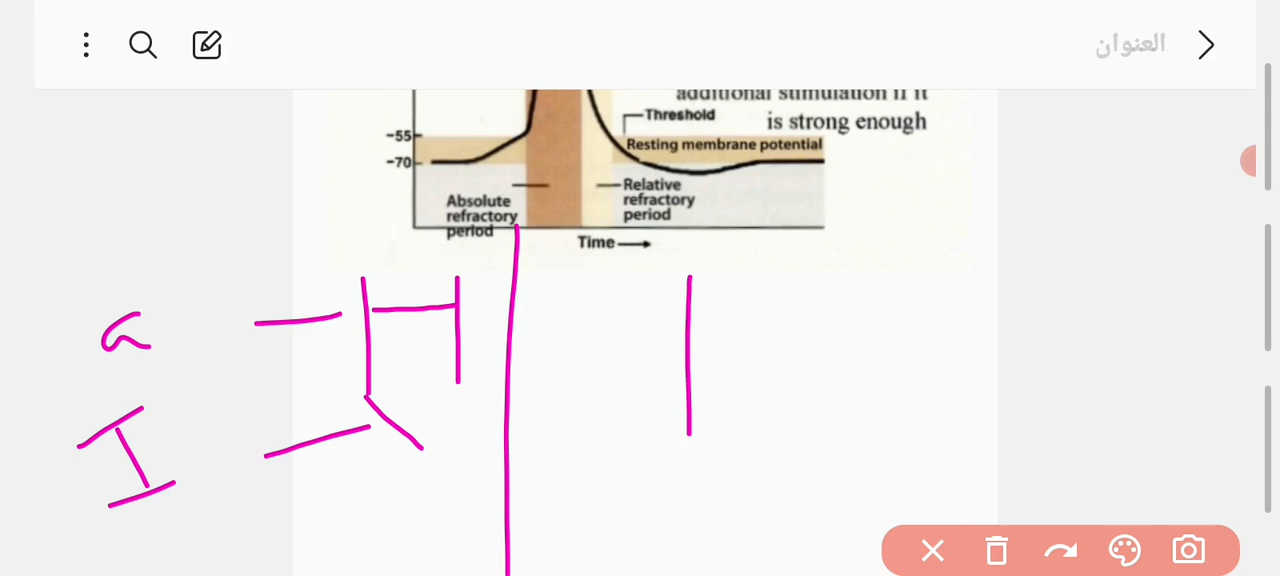 العنوان
additional stimulation if it
is strong enough
Threshold
-55
Resting membrane potential
-70
Absolute
refractory
period
Relative
refractory
period
Time
a
I